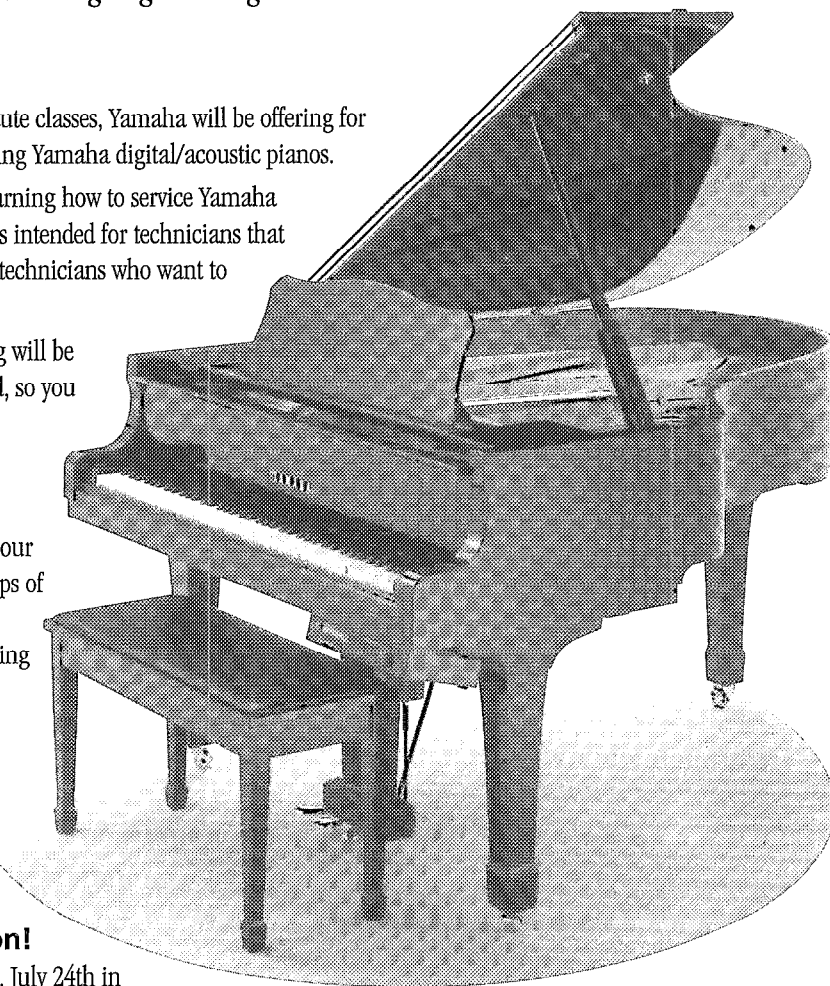 ute classes, Yamaha will be offering for
ing Yamaha digital/acoustic pianos.
arning how to service Yamaha
s intended for technicians that
technicians who want to
g will be
l, so you
our
ps of
ing
on!
July 24th in